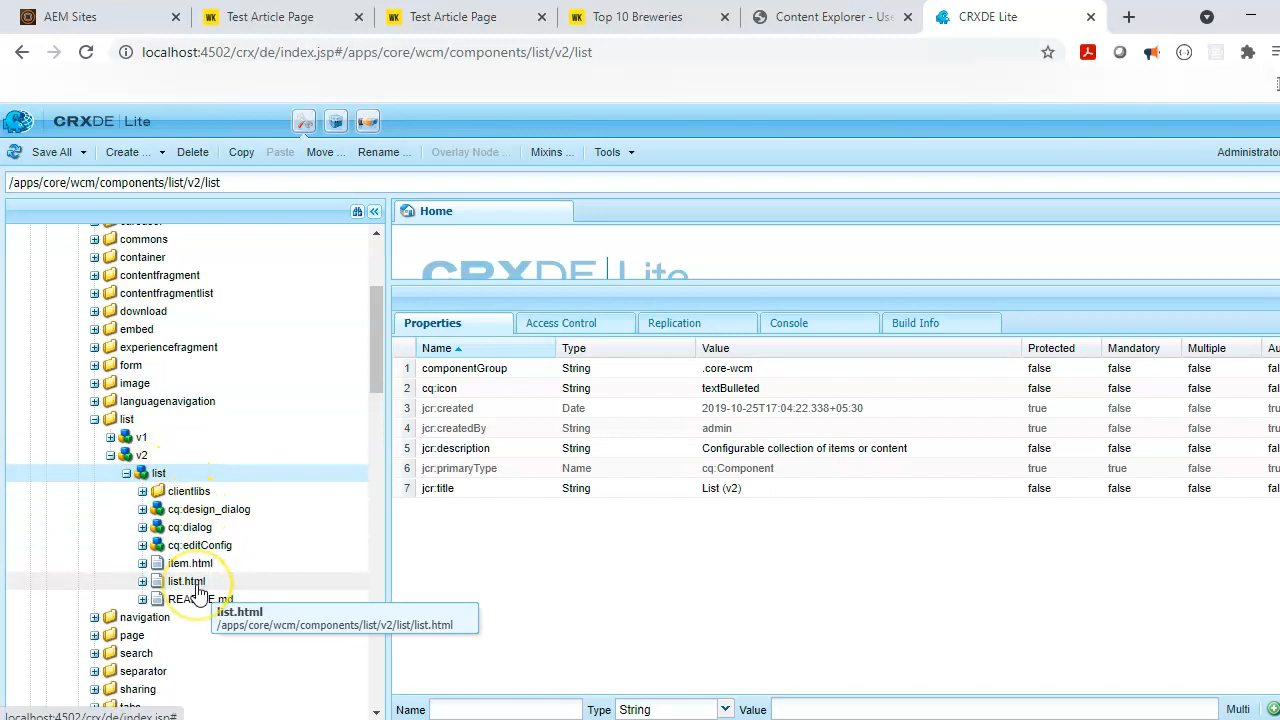 AEM Sites
Test Article Page
Test Article Page
Top 10 Breweries
Content Explorer - Use
CRXDE Lite
localhost:4502/crx/de/index.jsp#/apps/core/wcm/components/list/v2/list
CRXDE | Lite
Save All Create ... Delete Copy Paste Move ... Rename ... Overlay Node ... Mixins ... Tools Administrato
/apps/core/wcm/components/list/v2/list
Home
CRXDE Lite
commons
container
contentfragment
contentfragmentlist
download
embed
experiencefragment
form
image
languagenavigation
list
v1
v2
list
clientlibs
cq:design_dialog
cq:dialog
cq:editConfig
item.html
list.html
README.md
list.html
/apps/core/wcm/components/list/v2/list/list.html
navigation
page
search
separator
sharing
Properties Access Control Replication Console Build Info
Name Type Value Protected Mandatory Multiple Au
1 componentGroup String .core-wcm false false false fal
2 cq:icon String textBulleted false false false fal
3 jcr:created Date 2019-10-25T17:04:22.338+05:30 true false false
4 jcr:createdBy String admin true false false
5 jcr:description String Configurable collection of items or content false false false
6 jcr:primaryType Name cq:Component true true false
7 jcr:title String List (v2) false false false
Name Type String Value Multi
localhost:4502/crx/de/index.jsp#